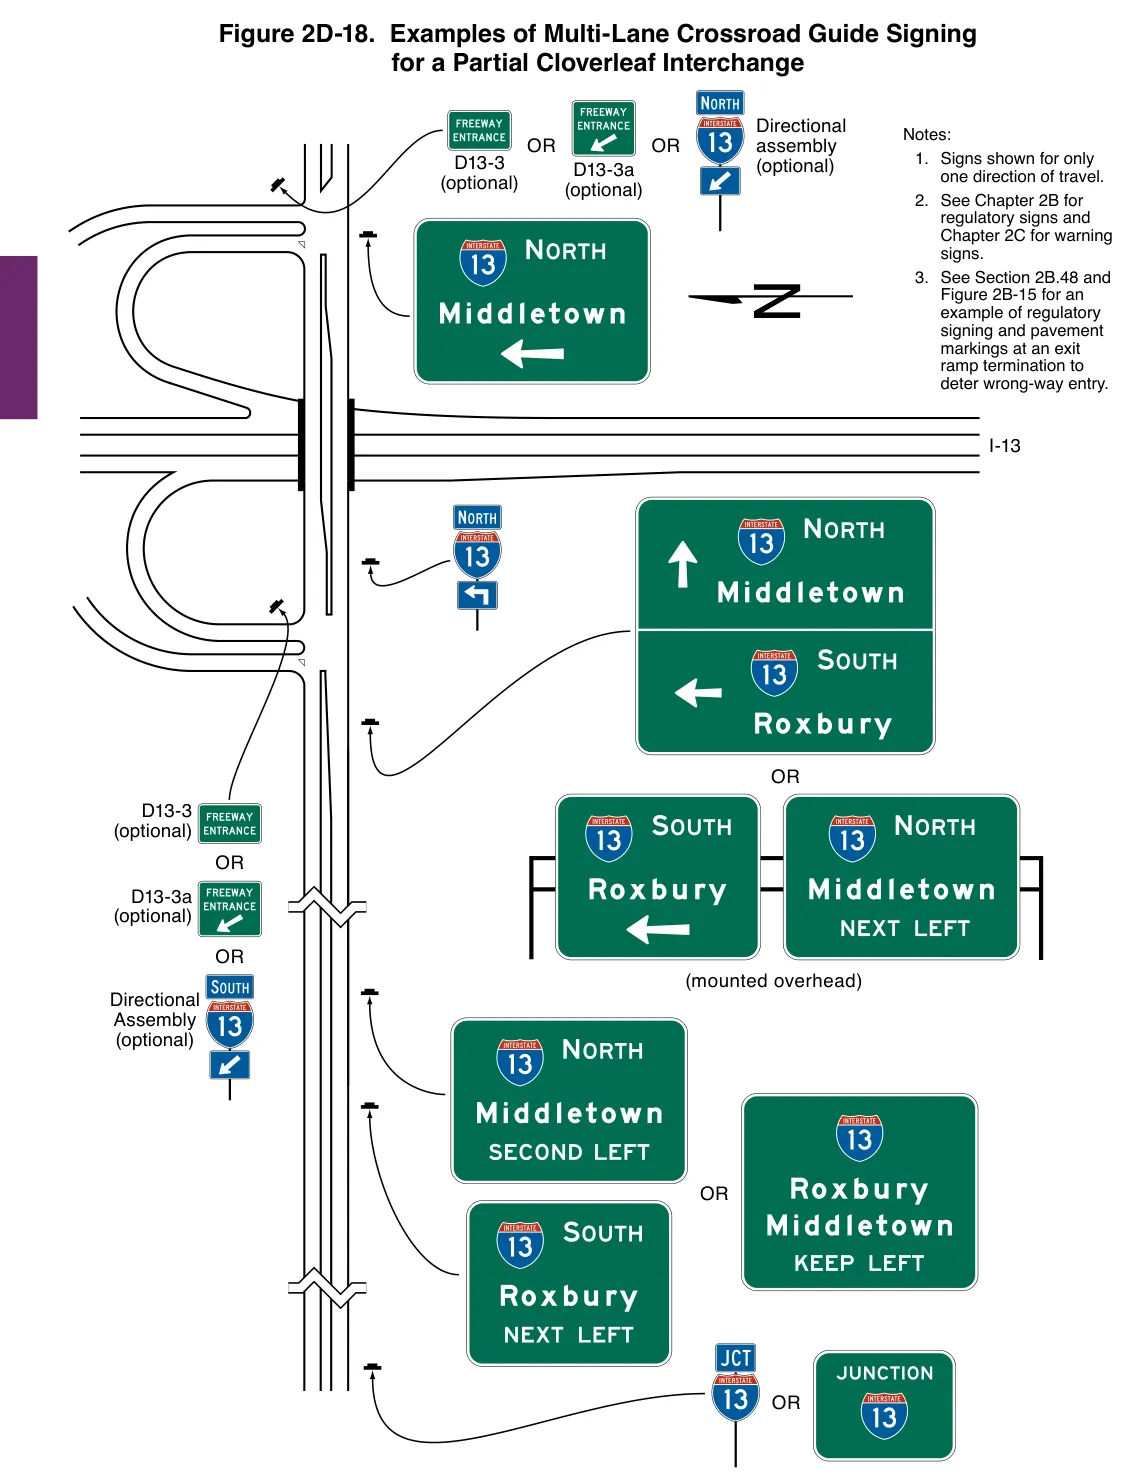 Figure 2D-18. Examples of Multi-Lane Crossroad Guide Signing
for a Partial Cloverleaf Interchange
FREEWAY
ENTRANCE
D13-3
(optional)
OR
FREEWAY
ENTRANCE
D13-3a
(optional)
OR
NORTH
INTERSTATE
13
Directional
assembly
(optional)
Notes:
1. Signs shown for only
one direction of travel.
2. See Chapter 2B for
regulatory signs and
Chapter 2C for warning
signs.
3. See Section 2B.48 and
Figure 2B-15 for an
example of regulatory
signing and pavement
markings at an exit
ramp termination to
deter wrong-way entry.
INTERSTATE
13 NORTH
Middletown
N
I-13
NORTH
INTERSTATE
13
INTERSTATE
13 NORTH
Middletown
INTERSTATE
13 SOUTH
Roxbury
OR
INTERSTATE
13 SOUTH
Roxbury
INTERSTATE
13 NORTH
Middletown
NEXT LEFT
(mounted overhead)
D13-3
(optional)
FREEWAY
ENTRANCE
OR
D13-3a
(optional)
FREEWAY
ENTRANCE
OR
Directional
Assembly
(optional)
SOUTH
INTERSTATE
13
INTERSTATE
13 NORTH
Middletown
SECOND LEFT
INTERSTATE
13 SOUTH
Roxbury
NEXT LEFT
OR
INTERSTATE
13
Roxbury
Middletown
KEEP LEFT
JCT
INTERSTATE
13
OR
JUNCTION
INTERSTATE
13